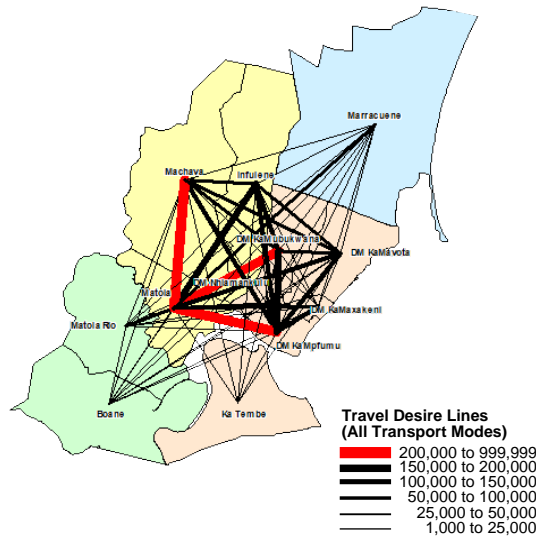 Marracuene
Machava
Infulene
DM KaMubukwana
DM KaMavota
DM Nhlamankulu
Matola
DM KaMaxakeni
Matola Rio
DM KaMpfumu
Boane
Ka Tembe
Travel Desire Lines
(All Transport Modes)
200,000 to 999,999
150,000 to 200,000
100,000 to 150,000
50,000 to 100,000
25,000 to 50,000
1,000 to 25,000